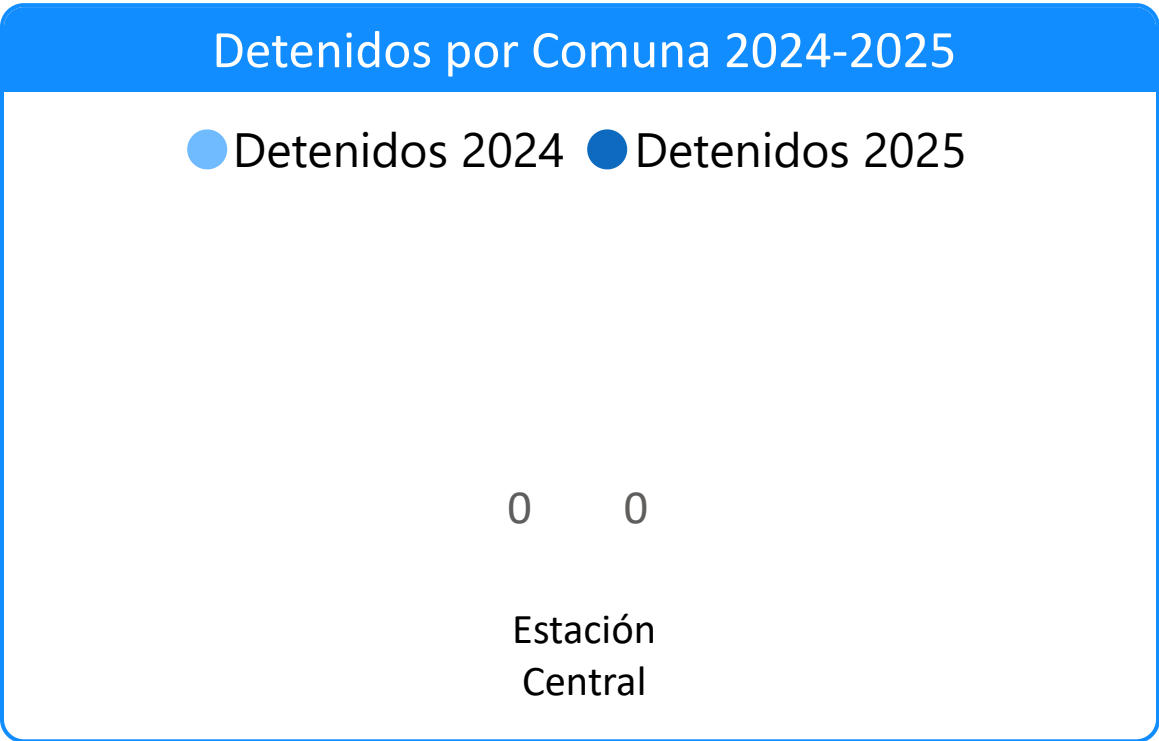 Detenidos por Comuna 2024-2025
Detenidos 2024 Detenidos 2025
0 0
Estación
Central